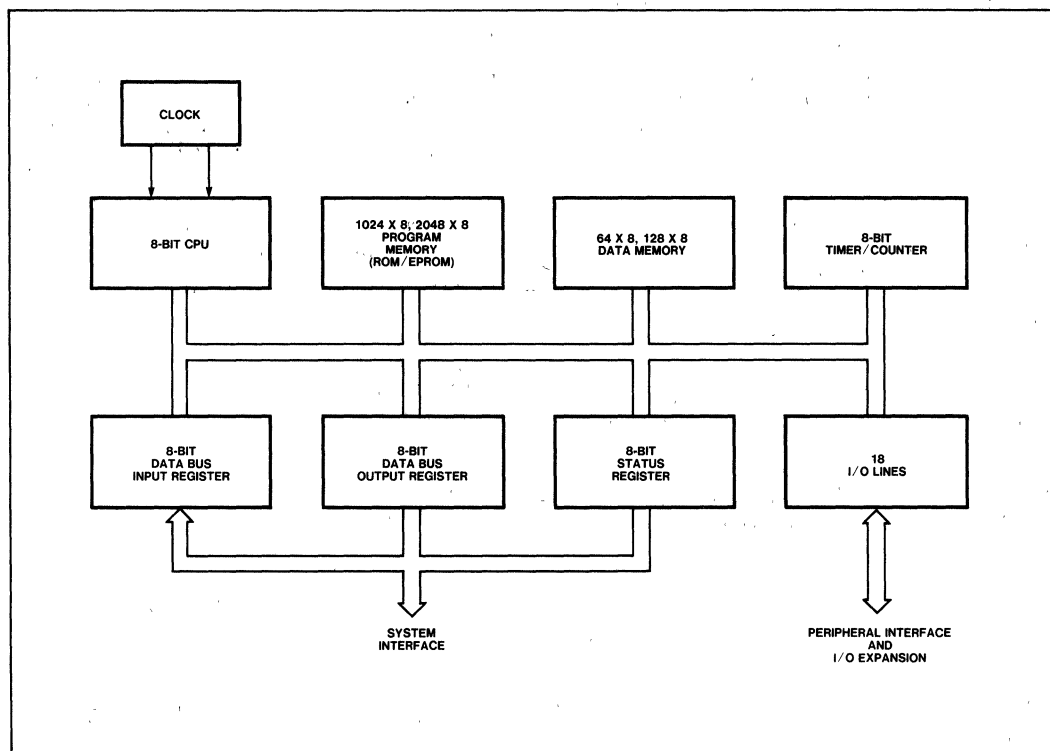 CLOCK
8-BIT CPU
1024 X 8, 2048 X 8
PROGRAM
MEMORY
(ROM/EPROM)
64 X 8, 128 X 8
DATA MEMORY
8-BIT
TIMER/COUNTER
8-BIT
DATA BUS
INPUT REGISTER
8-BIT
DATA BUS
OUTPUT REGISTER
8-BIT
STATUS
REGISTER
18
I/O LINES
SYSTEM
INTERFACE
PERIPHERAL INTERFACE
AND
I/O EXPANSION